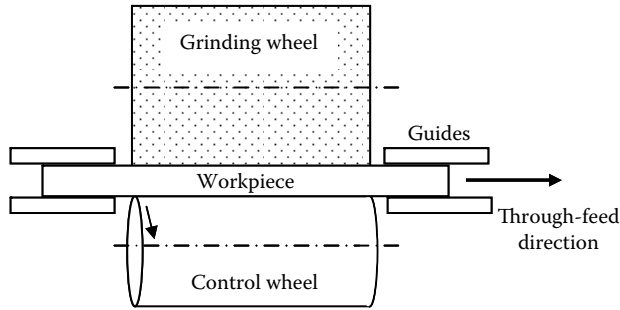 Grinding wheel
Guides
Workpiece
Through-feed
direction
Control wheel